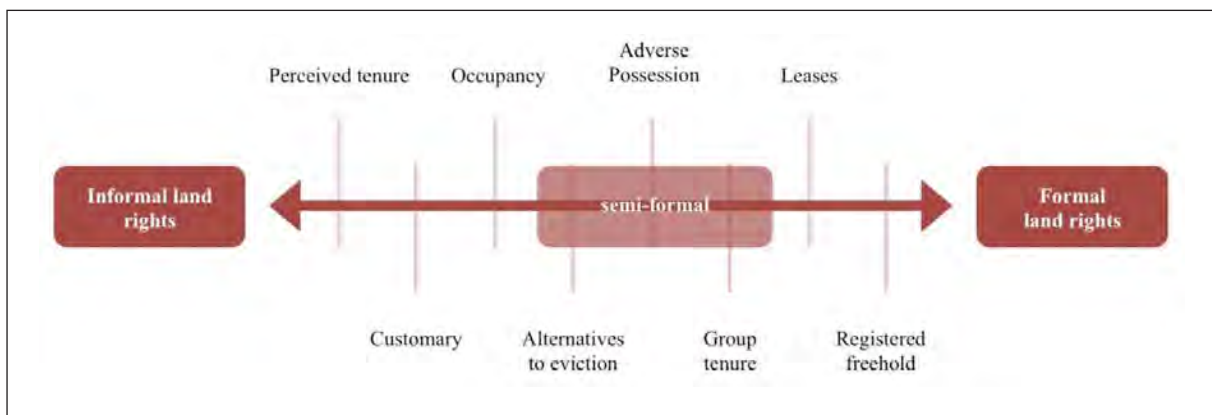 Perceived tenure
Occupancy
Adverse
Possession
Leases
Informal land
rights
semi-formal
Formal
land rights
Customary
Alternatives
to eviction
Group
tenure
Registered
freehold